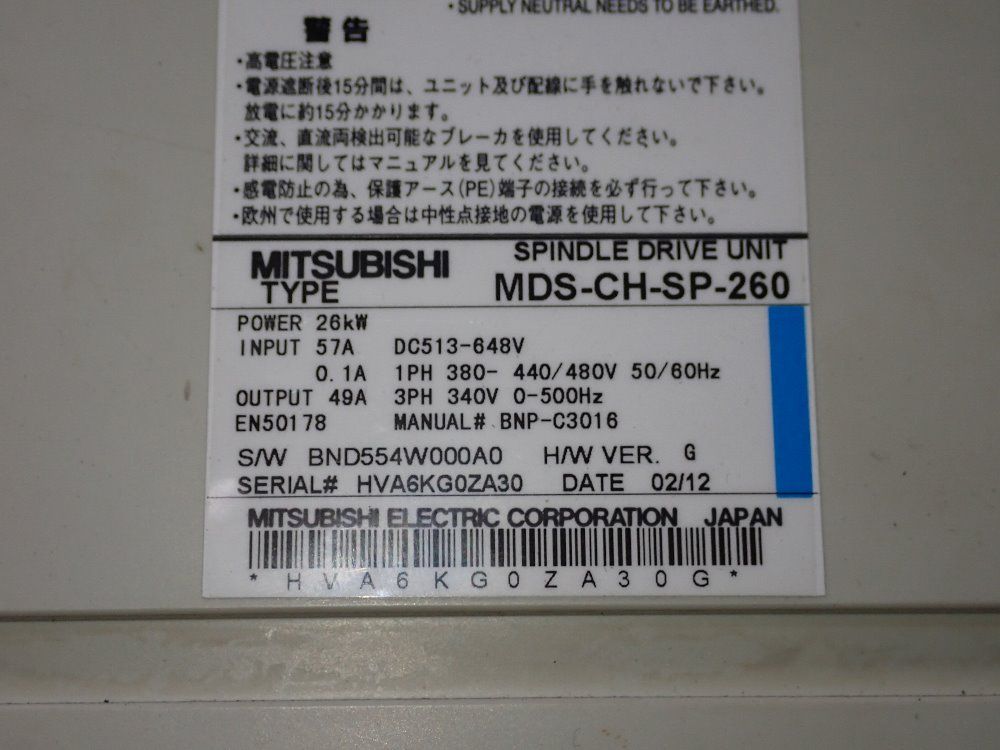 ・SUPPLY NEUTRAL NEEDS TO BE EARTHED.
警告
・高電圧注意
・電源遮断後15分間は、ユニット及び配線に手を触れないで下さい。
放電に約15分かかります。
・交流、直流両検出可能なブレーカを使用してください。
詳細に関してはマニュアルを見てください。
・感電防止の為、保護アース(PE)端子の接続を必ず行って下さい。
・欧州で使用する場合は中性点接地の電源を使用して下さい。
MITSUBISHI SPINDLE DRIVE UNIT
TYPE MDS-CH-SP-260
POWER 26kW
INPUT 57A DC513-648V
0.1A 1PH 380- 440/480V 50/60Hz
OUTPUT 49A 3PH 340V 0-500Hz
EN50178 MANUAL# BNP-C3016
S/W BND554W000A0 H/W VER. G
SERIAL# HVA6KG0ZA30 DATE 02/12
MITSUBISHI ELECTRIC CORPORATION JAPAN
*HVA6KG0ZA30G*